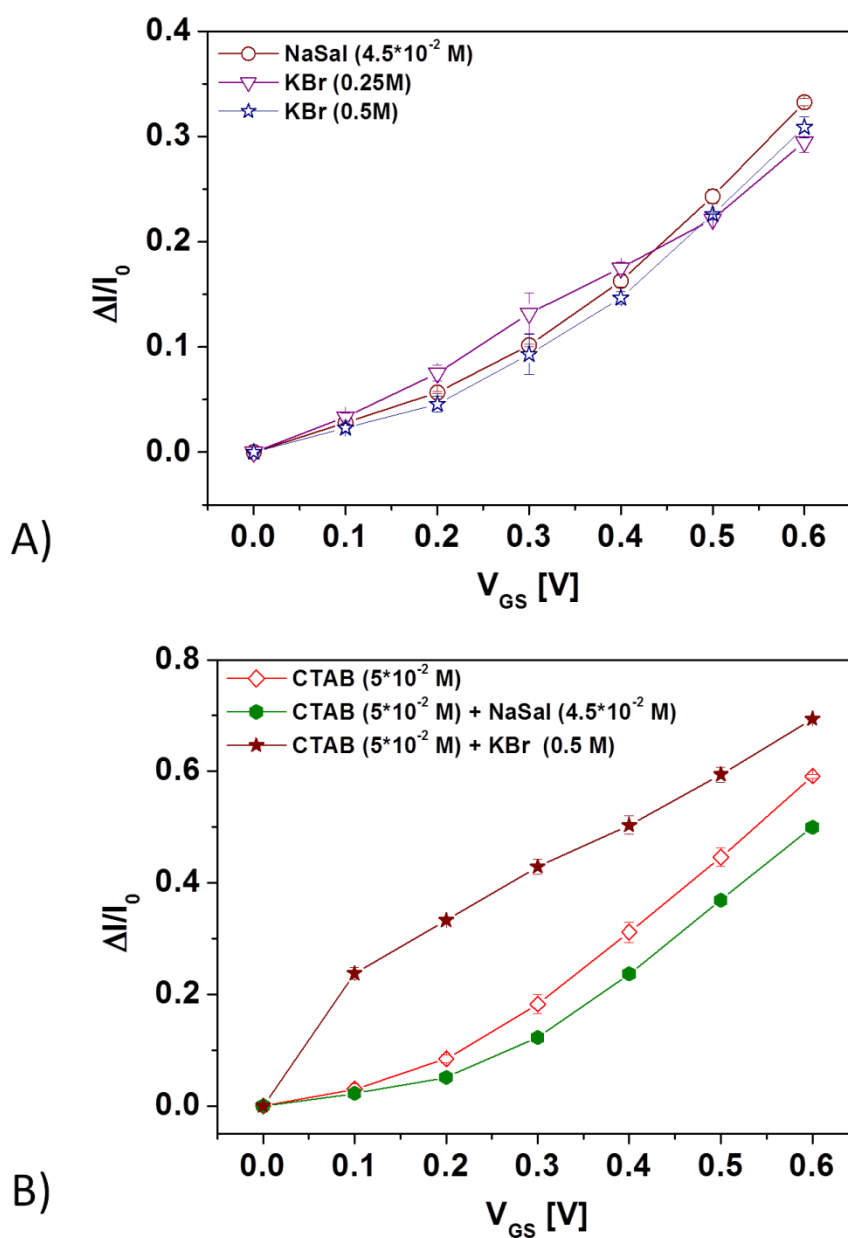 0.4
NaSal (4.5*10⁻² M)
KBr (0.25M)
KBr (0.5M)
0.3
0.2
0.1
0.0
ΔI/I₀
0.0 0.1 0.2 0.3 0.4 0.5 0.6
A)
V_GS [V]
0.8
CTAB (5*10⁻² M)
CTAB (5*10⁻² M) + NaSal (4.5*10⁻² M)
CTAB (5*10⁻² M) + KBr (0.5 M)
0.6
0.4
0.2
0.0
ΔI/I₀
0.0 0.1 0.2 0.3 0.4 0.5 0.6
B)
V_GS [V]